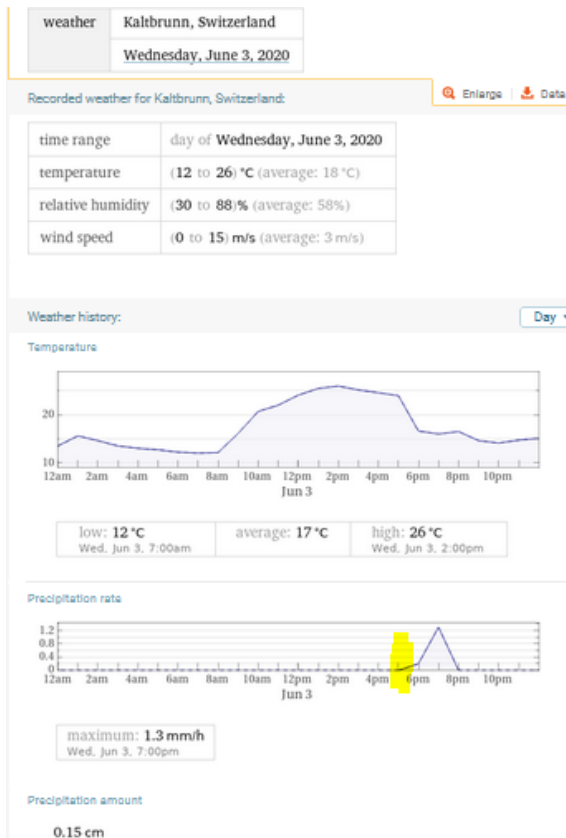 weather Kaltbrunn, Switzerland
Wednesday, June 3, 2020
Recorded weather for Kaltbrunn, Switzerland: Enlarge Data
time range day of Wednesday, June 3, 2020
temperature (12 to 26) °C (average: 18 °C)
relative humidity (30 to 88)% (average: 58%)
wind speed (0 to 15) m/s (average: 3 m/s)
Weather history: Day
Temperature
20
10
12am 2am 4am 6am 8am 10am 12pm 2pm 4pm 6pm 8pm 10pm
Jun 3
low: 12 °C average: 17 °C high: 26 °C
Wed, Jun 3, 7:00am Wed, Jun 3, 2:00pm
Precipitation rate
1.2
0.8
0.4
0
12am 2am 4am 6am 8am 10am 12pm 2pm 4pm 6pm 8pm 10pm
Jun 3
maximum: 1.3 mm/h
Wed, Jun 3, 7:00pm
Precipitation amount
0.15 cm